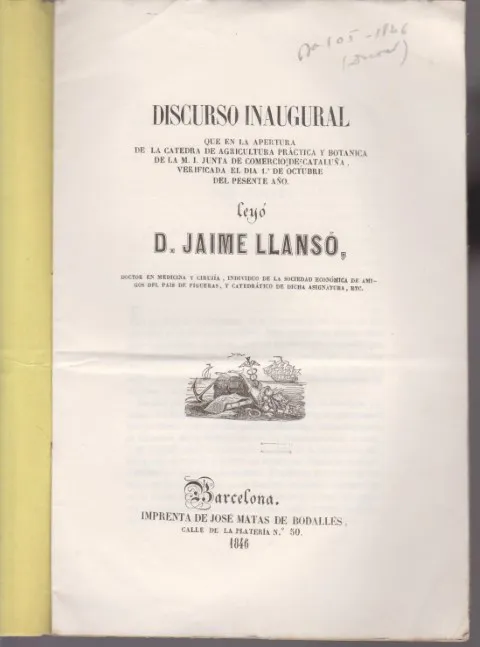 DISCURSO INAUGURAL
QUE EN LA APERTURA
DE LA CATEDRA DE AGRICULTURA PRÁCTICA Y BOTANICA
DE LA M. I. JUNTA DE COMERCIO DE CATALUÑA,
VERIFICADA EL DIA 1.º DE OCTUBRE
DEL PESENTE AÑO.
leyó
D. JAIME LLANSÓ,
DOCTOR EN MEDICINA Y CIRUJÍA, INDIVIDUO DE LA SOCIEDAD ECONÓMICA DE AMI-
GOS DEL PAIS DE FIGUERAS, Y CATEDRÁTICO DE DICHA ASIGNATURA, ETC.
Barcelona.
IMPRENTA DE JOSE MATAS DE BODALLES,
CALLE DE LA PLATERÍA N.º 50.
1846